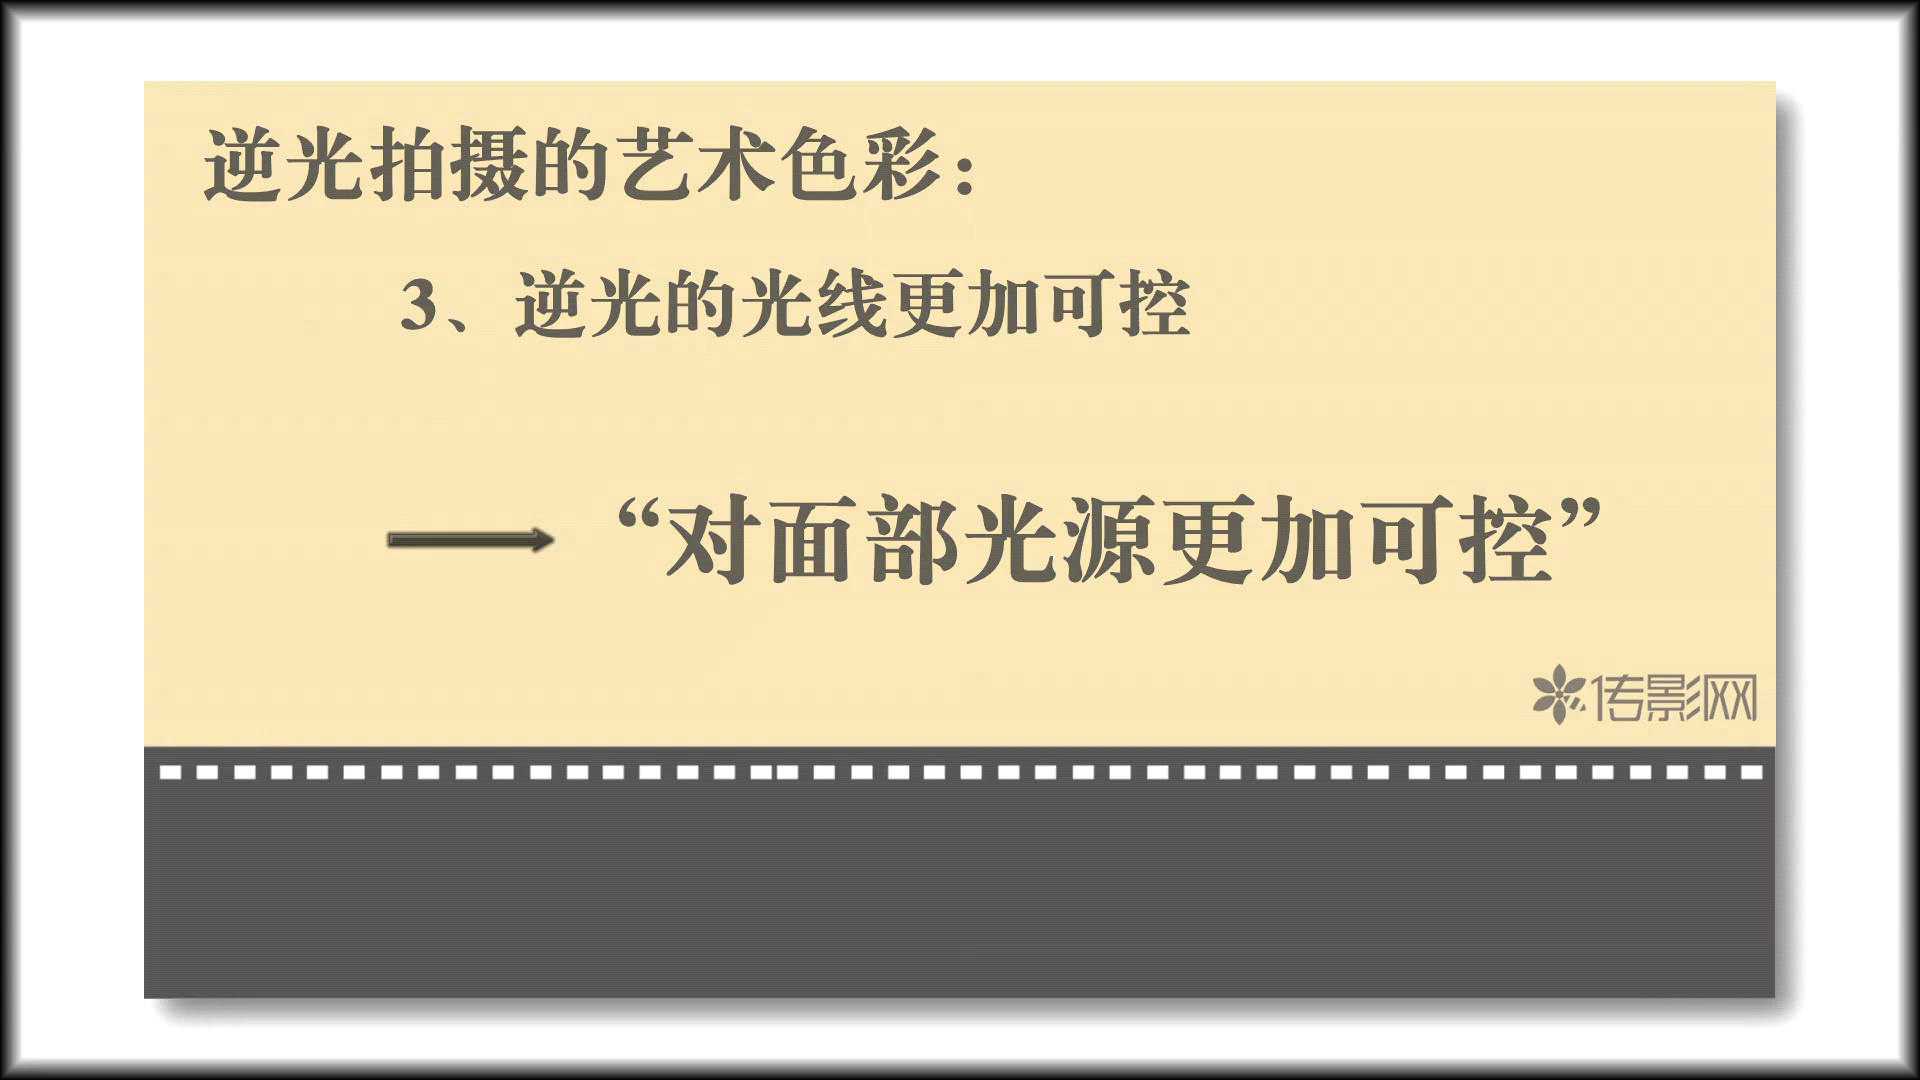 逆光拍摄的艺术色彩：
3、逆光的光线更加可控
“对面部光源更加可控”
传影网